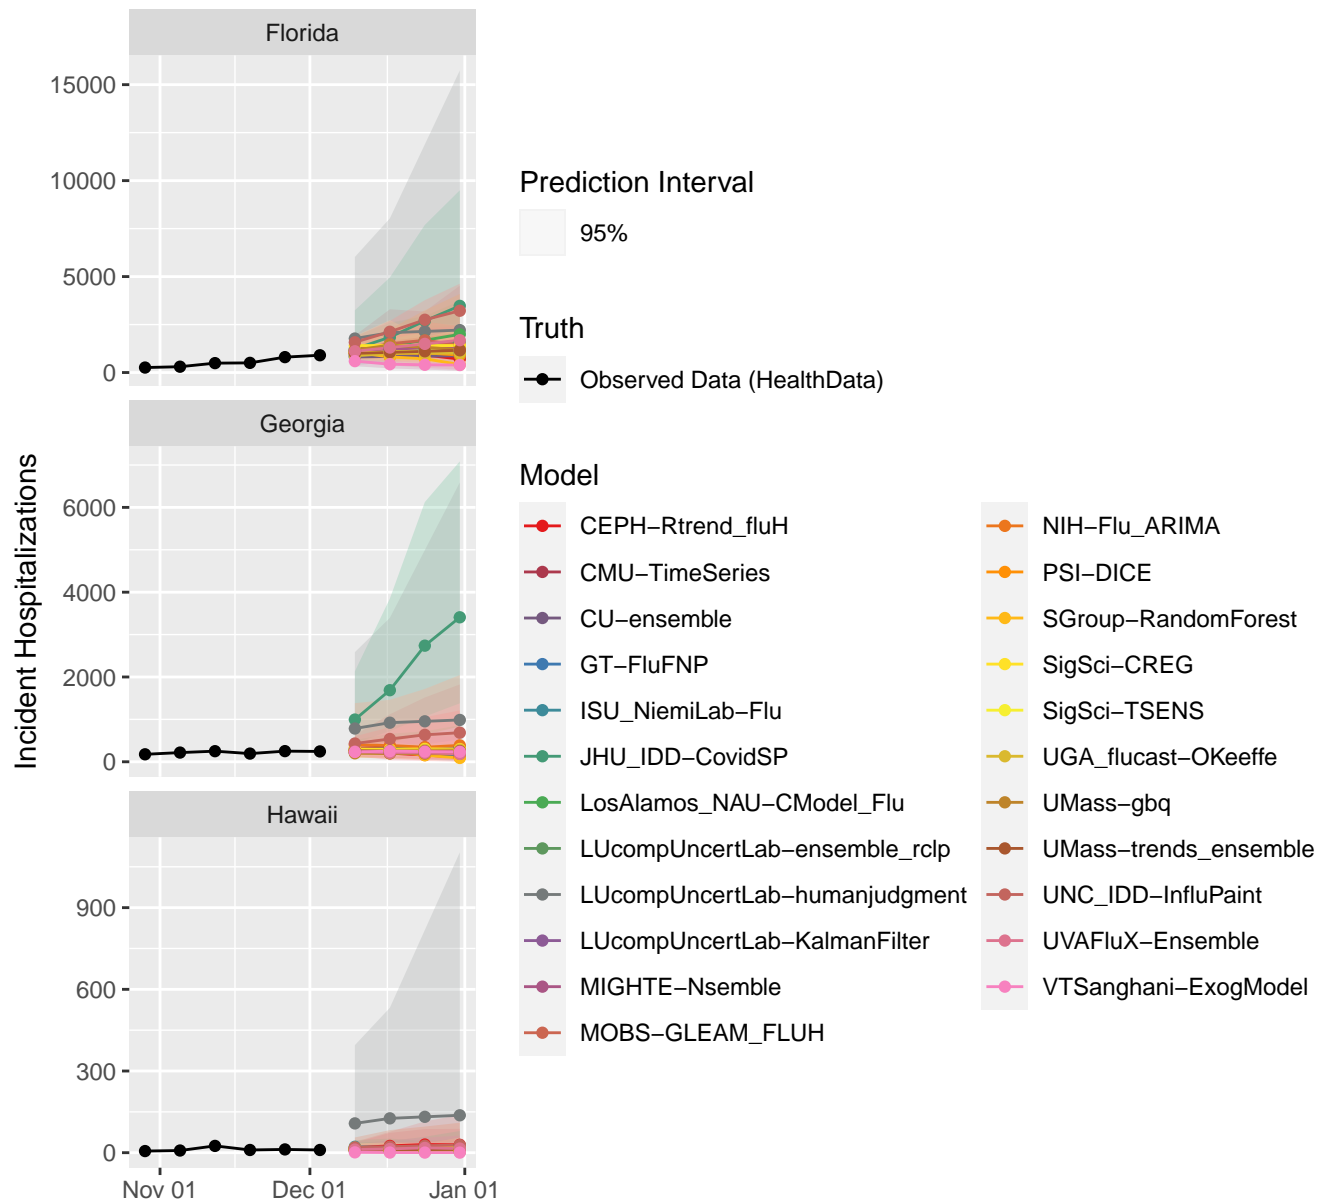 Florida
15000
10000
5000
0
Georgia
6000
4000
2000
0
Hawaii
900
600
300
0
Nov 01
Dec 01
Jan 01
Incident Hospitalizations
Prediction Interval
95%
Truth
Observed Data (HealthData)
Model
CEPH−Rtrend_fluH
CMU−TimeSeries
CU−ensemble
GT−FluFNP
ISU_NiemiLab−Flu
JHU_IDD−CovidSP
LosAlamos_NAU−CModel_Flu
LUcompUncertLab−ensemble_rclp
LUcompUncertLab−humanjudgment
LUcompUncertLab−KalmanFilter
MIGHTE−Nsemble
MOBS−GLEAM_FLUH
NIH−Flu_ARIMA
PSI−DICE
SGroup−RandomForest
SigSci−CREG
SigSci−TSENS
UGA_flucast−OKeeffe
UMass−gbq
UMass−trends_ensemble
UNC_IDD−InfluPaint
UVAFluX−Ensemble
VTSanghani−ExogModel